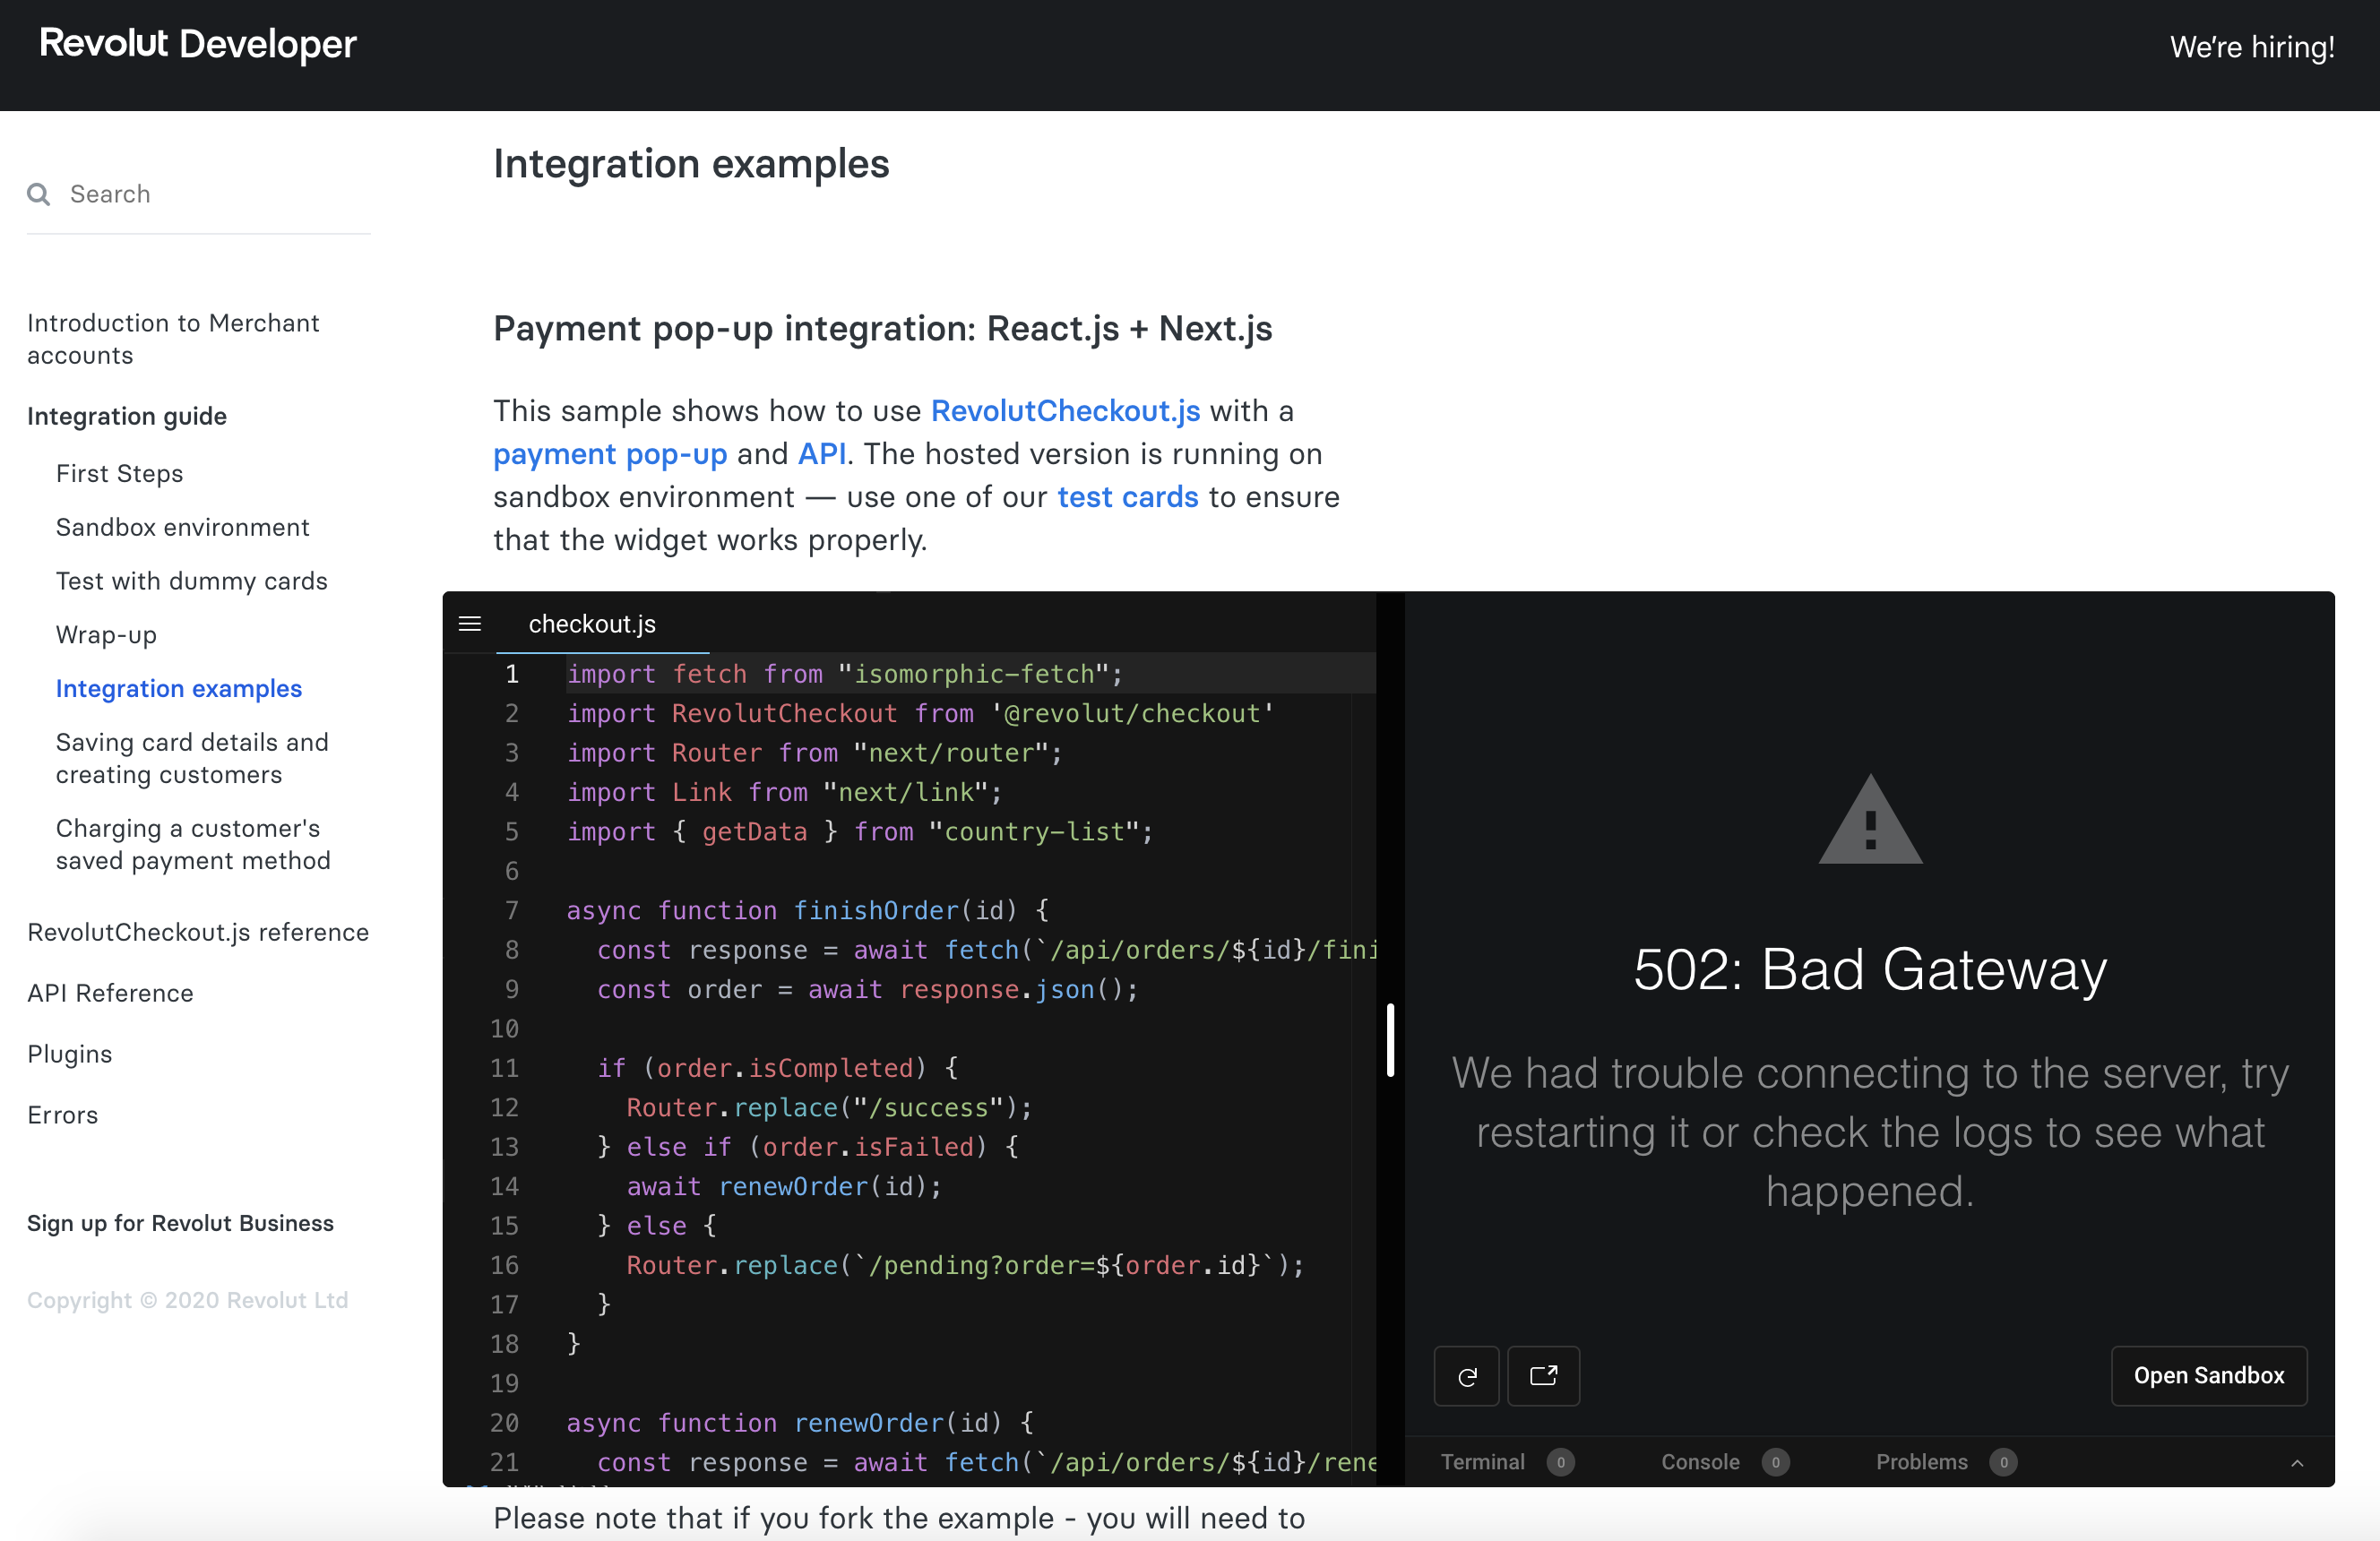 Revolut Developer
We're hiring!
Search
Introduction to Merchant
accounts
Integration guide
First Steps
Sandbox environment
Test with dummy cards
Wrap-up
Integration examples
Saving card details and
creating customers
Charging a customer's
saved payment method
RevolutCheckout.js reference
API Reference
Plugins
Errors
Sign up for Revolut Business
Copyright © 2020 Revolut Ltd
Integration examples
Payment pop-up integration: React.js + Next.js
This sample shows how to use RevolutCheckout.js with a
payment pop-up and API. The hosted version is running on
sandbox environment — use one of our test cards to ensure
that the widget works properly.
checkout.js
1 import fetch from "isomorphic-fetch";
2 import RevolutCheckout from '@revolut/checkout'
3 import Router from "next/router";
4 import Link from "next/link";
5 import { getData } from "country-list";
6
7 async function finishOrder(id) {
8 const response = await fetch(`/api/orders/${id}/fini
9 const order = await response.json();
10
11 if (order.isCompleted) {
12 Router.replace("/success");
13 } else if (order.isFailed) {
14 await renewOrder(id);
15 } else {
16 Router.replace(`/pending?order=${order.id}`);
17 }
18 }
19
20 async function renewOrder(id) {
21 const response = await fetch(`/api/orders/${id}/rene
502: Bad Gateway
We had trouble connecting to the server, try
restarting it or check the logs to see what
happened.
Open Sandbox
Terminal 0 Console 0 Problems 0
Please note that if you fork the example - you will need to